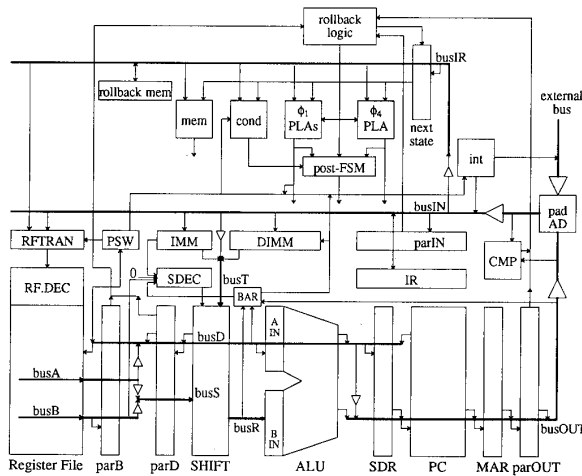 rollback
logic
busIR
rollback mem
mem
cond
ϕ1
PLAs
ϕ4
PLA
next
state
external
bus
int
post-FSM
busIN
pad
AD
RFTRAN
PSW
IMM
DIMM
parIN
CMP
RF.DEC
0
SDEC
busT
BAR
IR
A
IN
busD
busA
busS
busB
busR
B
IN
busOUT
Register File
parB
parD
SHIFT
ALU
SDR
PC
MAR
parOUT